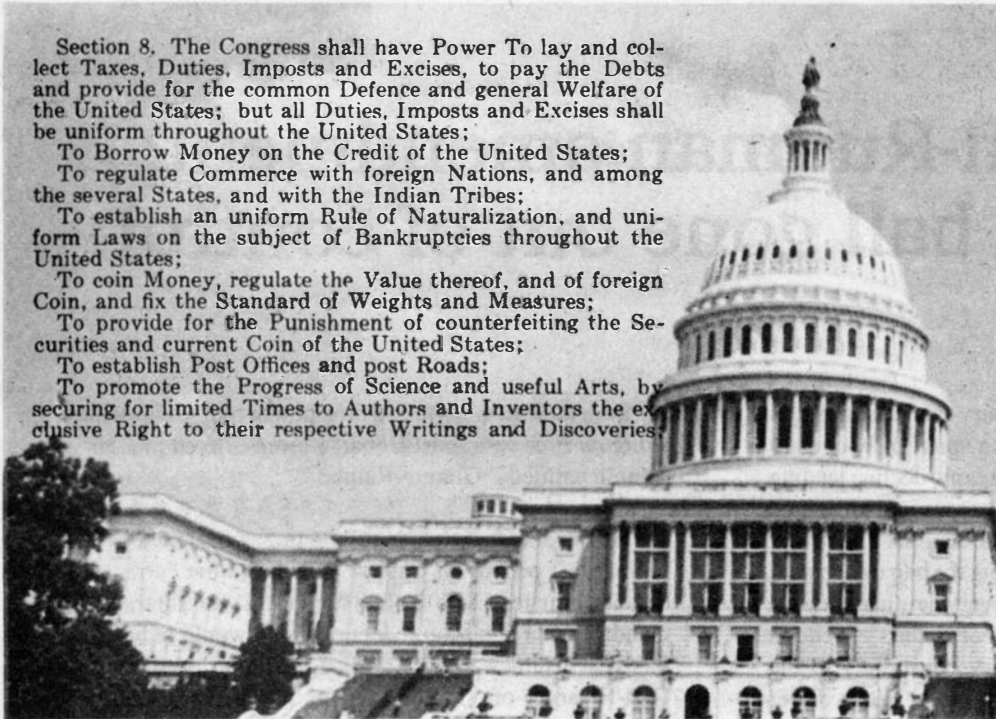 Section 8. The Congress shall have Power To lay and col-
lect Taxes, Duties, Imposts and Excises, to pay the Debts
and provide for the common Defence and general Welfare of
the United States; but all Duties, Imposts and Excises shall
be uniform throughout the United States;
To Borrow Money on the Credit of the United States;
To regulate Commerce with foreign Nations, and among
the several States, and with the Indian Tribes;
To establish an uniform Rule of Naturalization, and uni-
form Laws on the subject of Bankruptcies throughout the
United States;
To coin Money, regulate the Value thereof, and of foreign
Coin, and fix the Standard of Weights and Measures;
To provide for the Punishment of counterfeiting the Se-
curities and current Coin of the United States;
To establish Post Offices and post Roads;
To promote the Progress of Science and useful Arts, by
securing for limited Times to Authors and Inventors the ex-
clusive Right to their respective Writings and Discoveries;